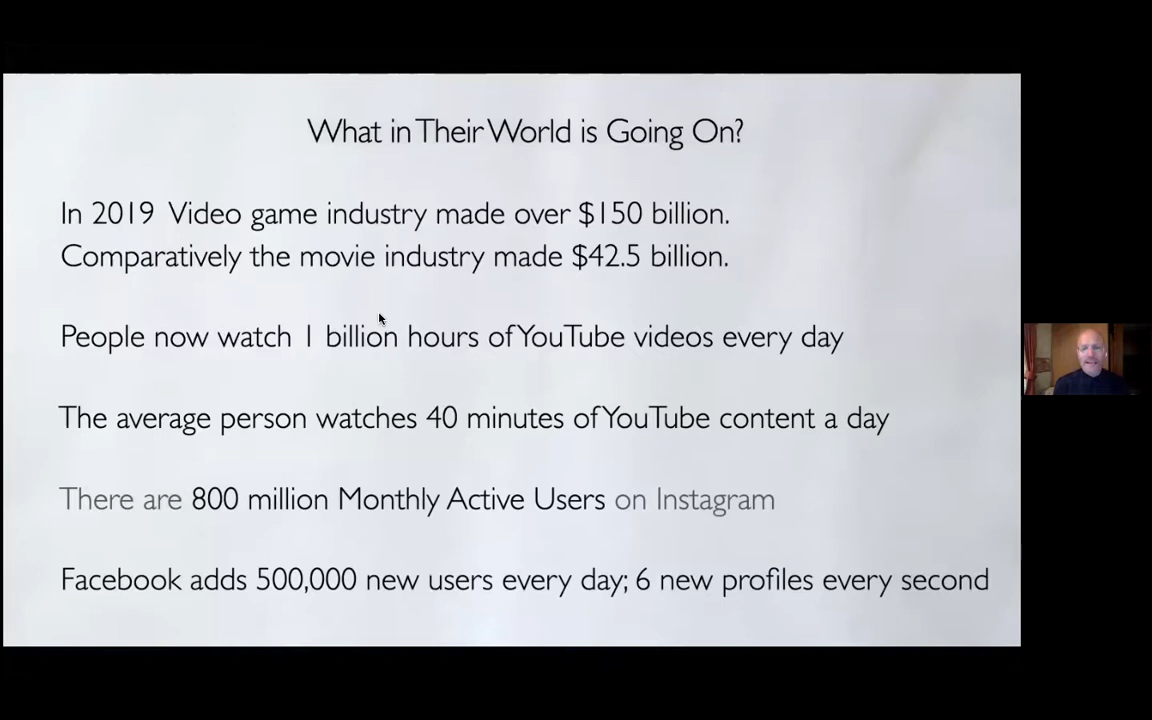 What in Their World is Going On?
In 2019 Video game industry made over $150 billion.
Comparatively the movie industry made $42.5 billion.
People now watch 1 billion hours of YouTube videos every day
The average person watches 40 minutes of YouTube content a day
There are 800 million Monthly Active Users on Instagram
Facebook adds 500,000 new users every day; 6 new profiles every second